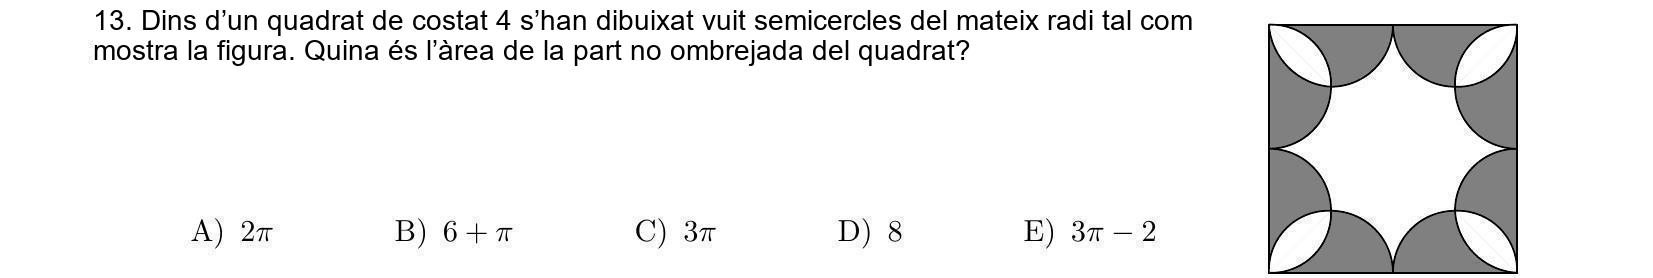 13. Dins d’un quadrat de costat 4 s’han dibuixat vuit semicercles del mateix radi tal com
mostra la figura. Quina és l’àrea de la part no ombrejada del quadrat?
A) 2π B) 6 + π C) 3π D) 8 E) 3π − 2